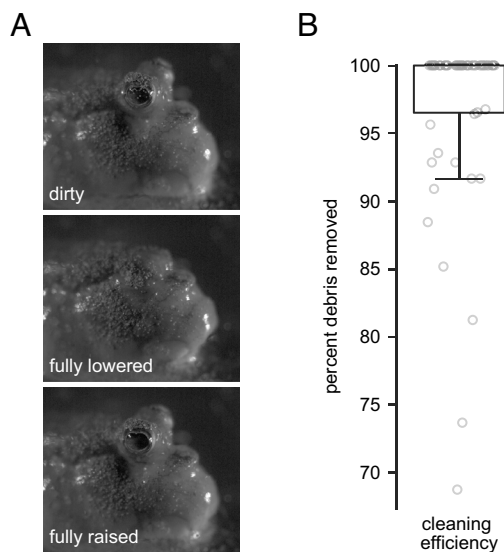 A
dirty
fully lowered
fully raised
B
percent debris removed
100
95
90
85
80
75
70
cleaning
efficiency